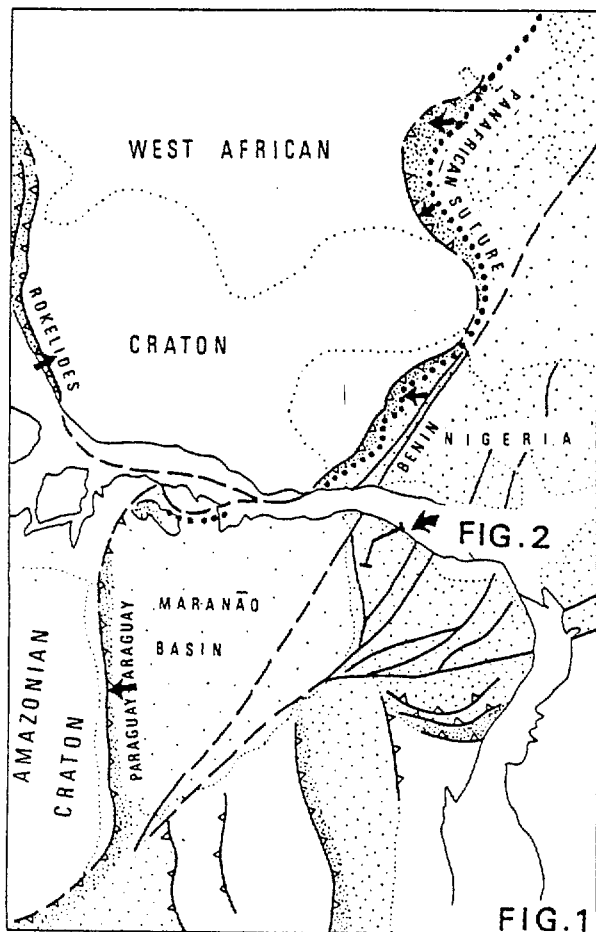 WEST AFRICAN
CRATON
PANAFRICAN SUTURE
ROKELIDES
BENIN
NIGERIA
FIG.2
MARANÃO
BASIN
PARAGUAY ARAGUAY
AMAZONIAN
CRATON
FIG.1